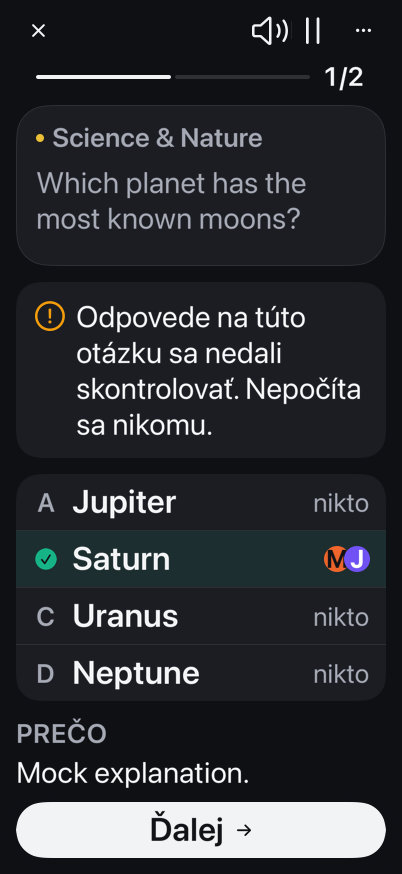 1/2
Science & Nature
Which planet has the
most known moons?
Odpovede na túto
otázku sa nedali
skontrolovať. Nepočíta
sa nikomu.
A Jupiter nikto
Saturn M J
C Uranus nikto
D Neptune nikto
PREČO
Mock explanation.
Ďalej →